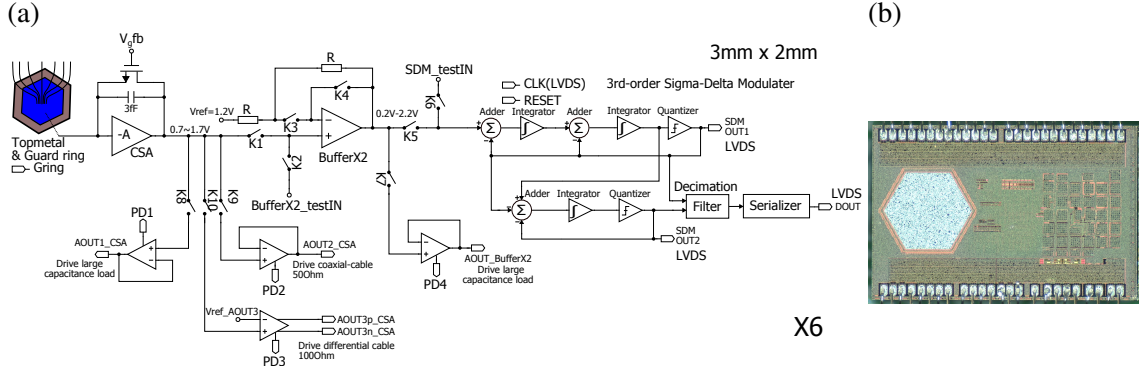 (a)
(b)
3mm x 2mm
Vgfb
3fF
-A
CSA
0.7~1.7V
Topmetal
& Guard ring
Gring
R
R
Vref=1.2V
K3
K4
K1
K2
BufferX2
BufferX2_testIN
0.2V-2.2V
K5
K6
SDM_testIN
K7
K8
K10
K9
CLK(LVDS)
RESET
3rd-order Sigma-Delta Modulater
Adder
Integrator
Adder
Integrator
Quantizer
SDM
OUT1
LVDS
Adder
Integrator
Quantizer
SDM
OUT2
LVDS
Decimation
Filter
Serializer
LVDS
DOUT
PD1
AOUT1_CSA
Drive large
capacitance load
AOUT2_CSA
Drive coaxial-cable
50Ohm
PD2
Vref_AOUT3
AOUT3p_CSA
AOUT3n_CSA
Drive differential cable
100Ohm
PD3
AOUT_BufferX2
Drive large
capacitance load
PD4
X6